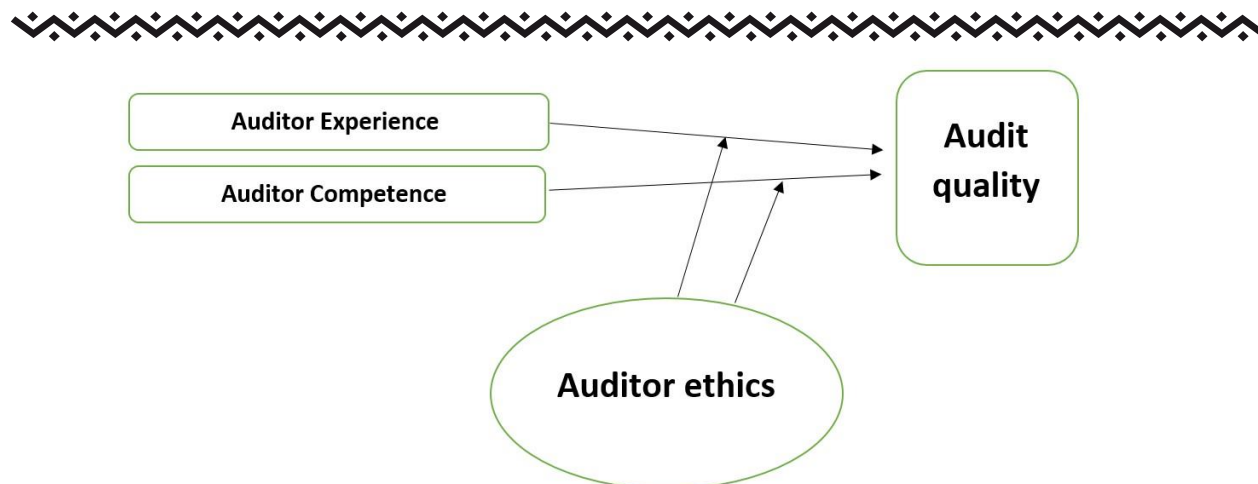 Auditor Experience
Auditor Competence
Audit
quality
Auditor ethics